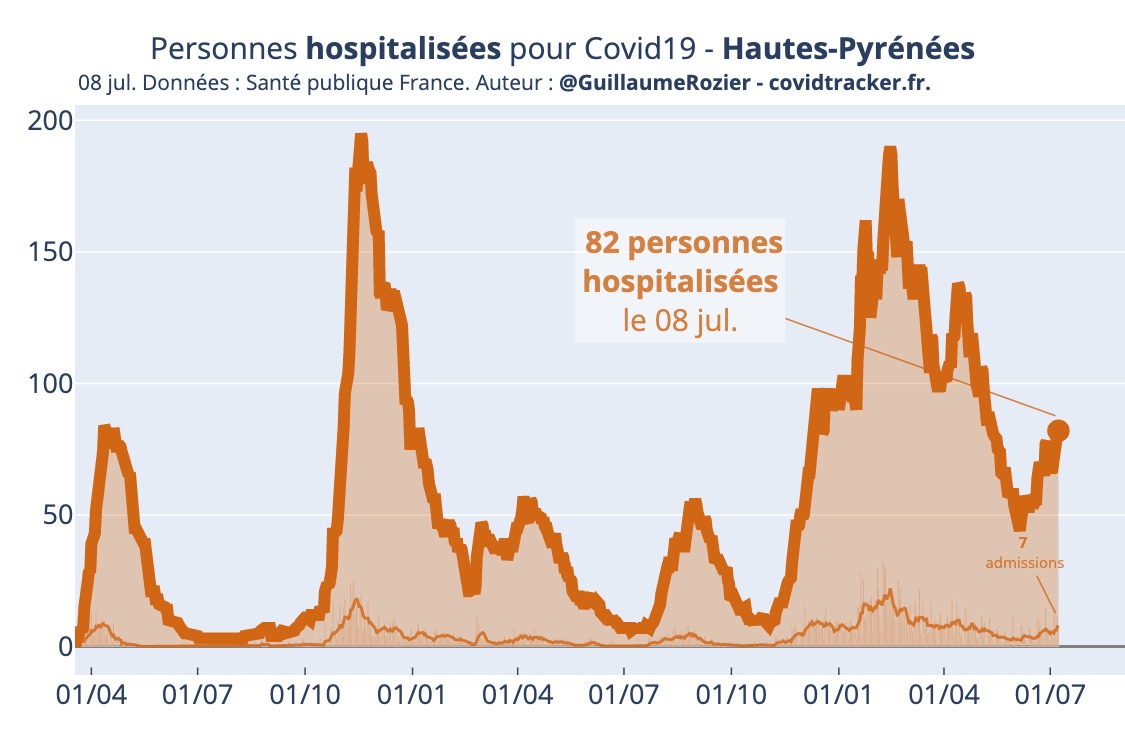 Personnes hospitalisées pour Covid19 - Hautes-Pyrénées
08 jul. Données : Santé publique France. Auteur : @GuillaumeRozier - covidtracker.fr.
200
150
100
50
0
82 personnes
hospitalisées
le 08 jul.
7
admissions
01/04 01/07 01/10 01/01 01/04 01/07 01/10 01/01 01/04 01/07